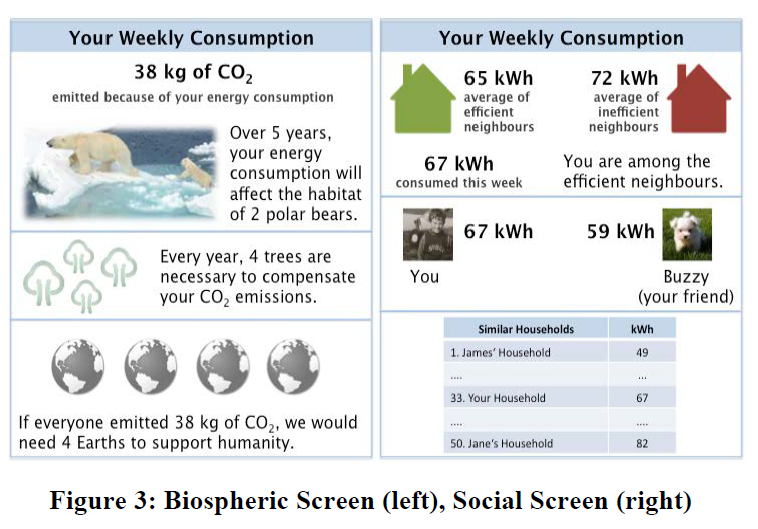 Your Weekly Consumption
38 kg of CO₂
emitted because of your energy consumption
Over 5 years,
your energy
consumption will
affect the habitat
of 2 polar bears.
Every year, 4 trees are
necessary to compensate
your CO₂ emissions.
If everyone emitted 38 kg of CO₂, we would
need 4 Earths to support humanity.
Your Weekly Consumption
65 kWh
average of
efficient
neighbours
72 kWh
average of
inefficient
neighbours
67 kWh
consumed this week
You are among the
efficient neighbours.
67 kWh
You
59 kWh
Buzzy
(your friend)
Similar Households kWh
1. James' Household 49
.... ...
33. Your Household 67
.... ....
50. Jane's Household 82
Figure 3: Biospheric Screen (left), Social Screen (right)